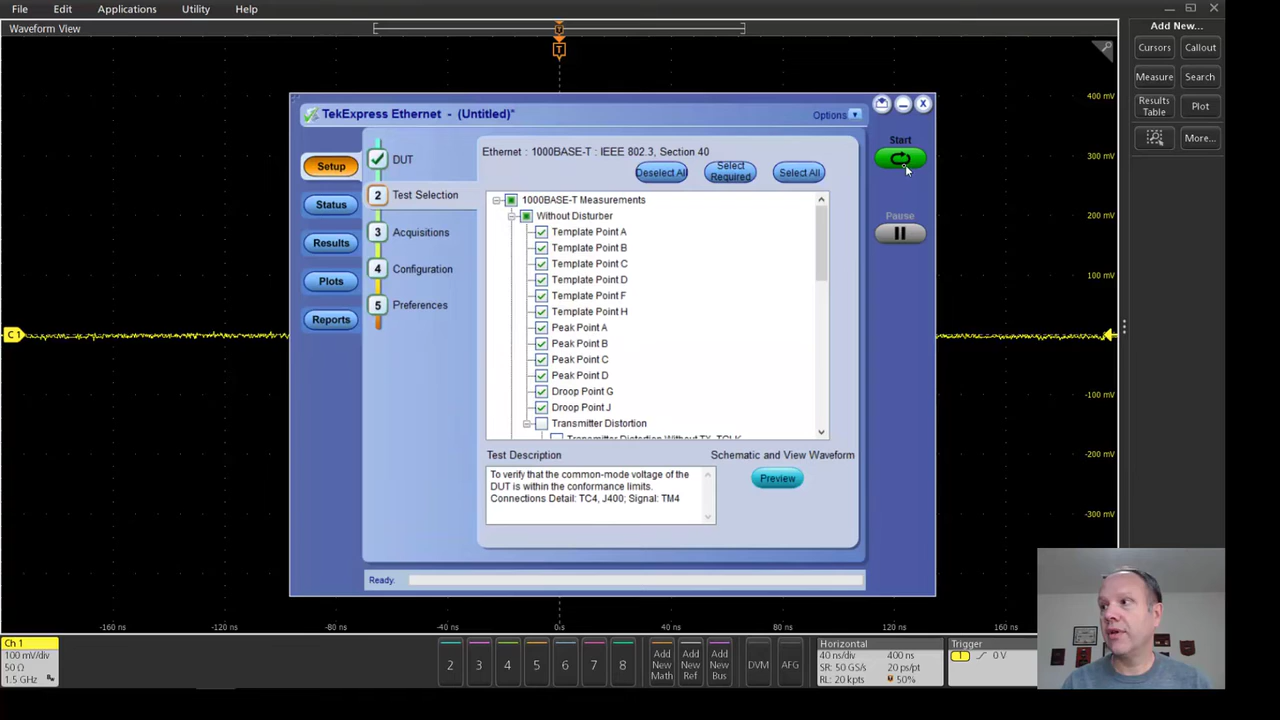 File Edit Applications Utility Help
Waveform View
T
T
Add New...
Cursors Callout
Measure Search
Results Table Plot
More...
400 mV
300 mV
200 mV
100 mV
-100 mV
-200 mV
-300 mV
C 1
TekExpress Ethernet - (Untitled)*
Options
X
Setup
Status
Results
Plots
Reports
DUT
2 Test Selection
3 Acquisitions
4 Configuration
5 Preferences
Ethernet : 1000BASE-T : IEEE 802.3, Section 40
Deselect All
Select Required
Select All
1000BASE-T Measurements
Without Disturber
Template Point A
Template Point B
Template Point C
Template Point D
Template Point F
Template Point H
Peak Point A
Peak Point B
Peak Point C
Peak Point D
Droop Point G
Droop Point J
Transmitter Distortion
Transmitter Distortion Without TX_TCLK
Test Description
Schematic and View Waveform
To verify that the common-mode voltage of the
DUT is within the conformance limits.
Connections Detail: TC4, J400; Signal: TM4
Preview
Start
Pause
Ready.
-160 ns -120 ns -80 ns -40 ns 0s 40 ns 80 ns 120 ns 160 ns
Ch 1
100 mV/div
50 Ω
1.5 GHz
2 3 4 5 6 7 8
Add New Math
Add New Ref
Add New Bus
DVM
AFG
Horizontal
40 ns/div 400 ns
SR: 50 GS/s 20 ps/pt
RL: 20 kpts 50%
Trigger
1 0 V